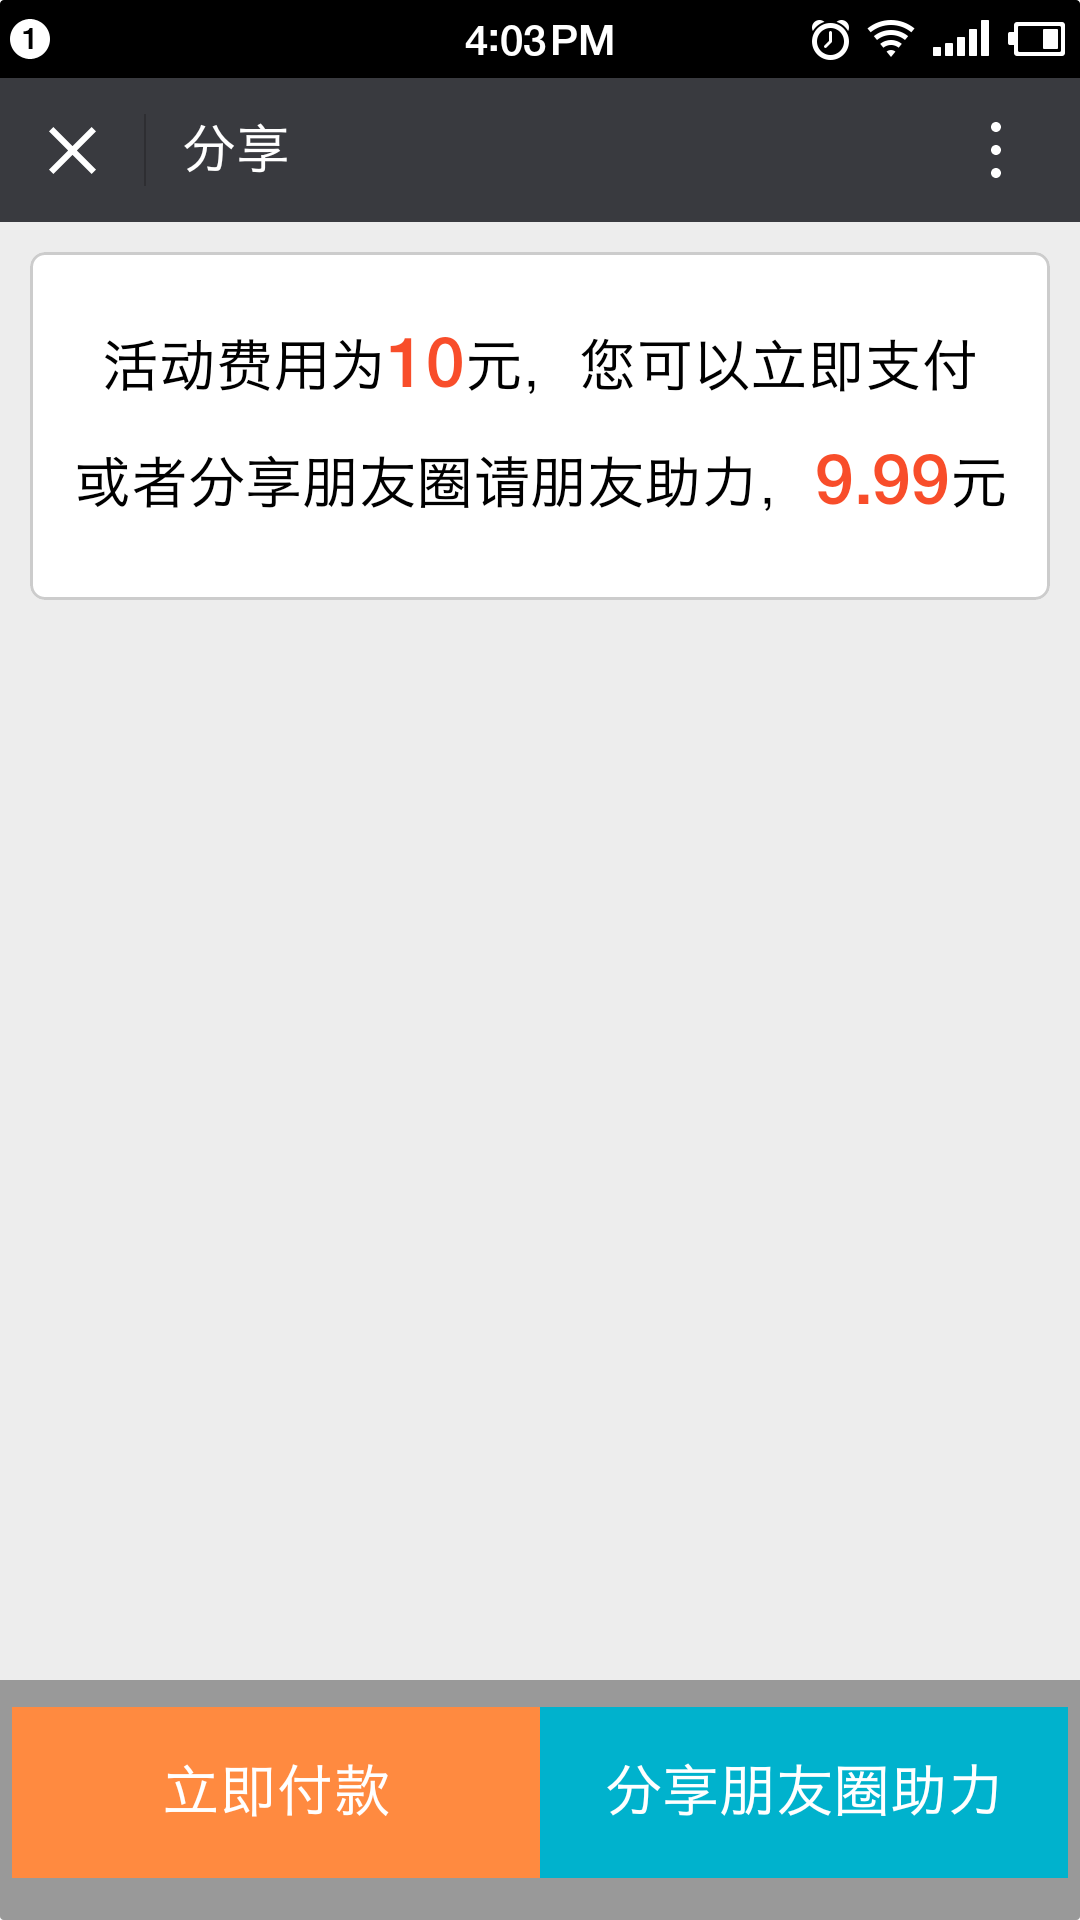 1
4:03 PM
分享
活动费用为10元，您可以立即支付
或者分享朋友圈请朋友助力，9.99元
立即付款
分享朋友圈助力